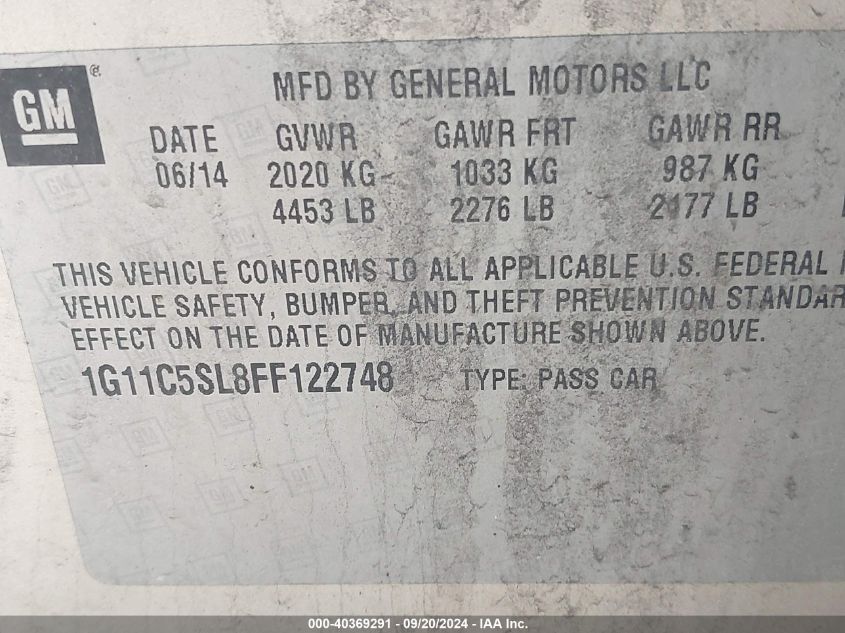 GM ®
MFD BY GENERAL MOTORS LLC
DATE GVWR GAWR FRT GAWR RR
06/14 2020 KG 1033 KG 987 KG
4453 LB 2276 LB 2177 LB
THIS VEHICLE CONFORMS TO ALL APPLICABLE U.S. FEDERAL
VEHICLE SAFETY, BUMPER, AND THEFT PREVENTION STANDAR
EFFECT ON THE DATE OF MANUFACTURE SHOWN ABOVE.
1G11C5SL8FF122748 TYPE: PASS CAR
000-40369291 - 09/20/2024 - IAA Inc.